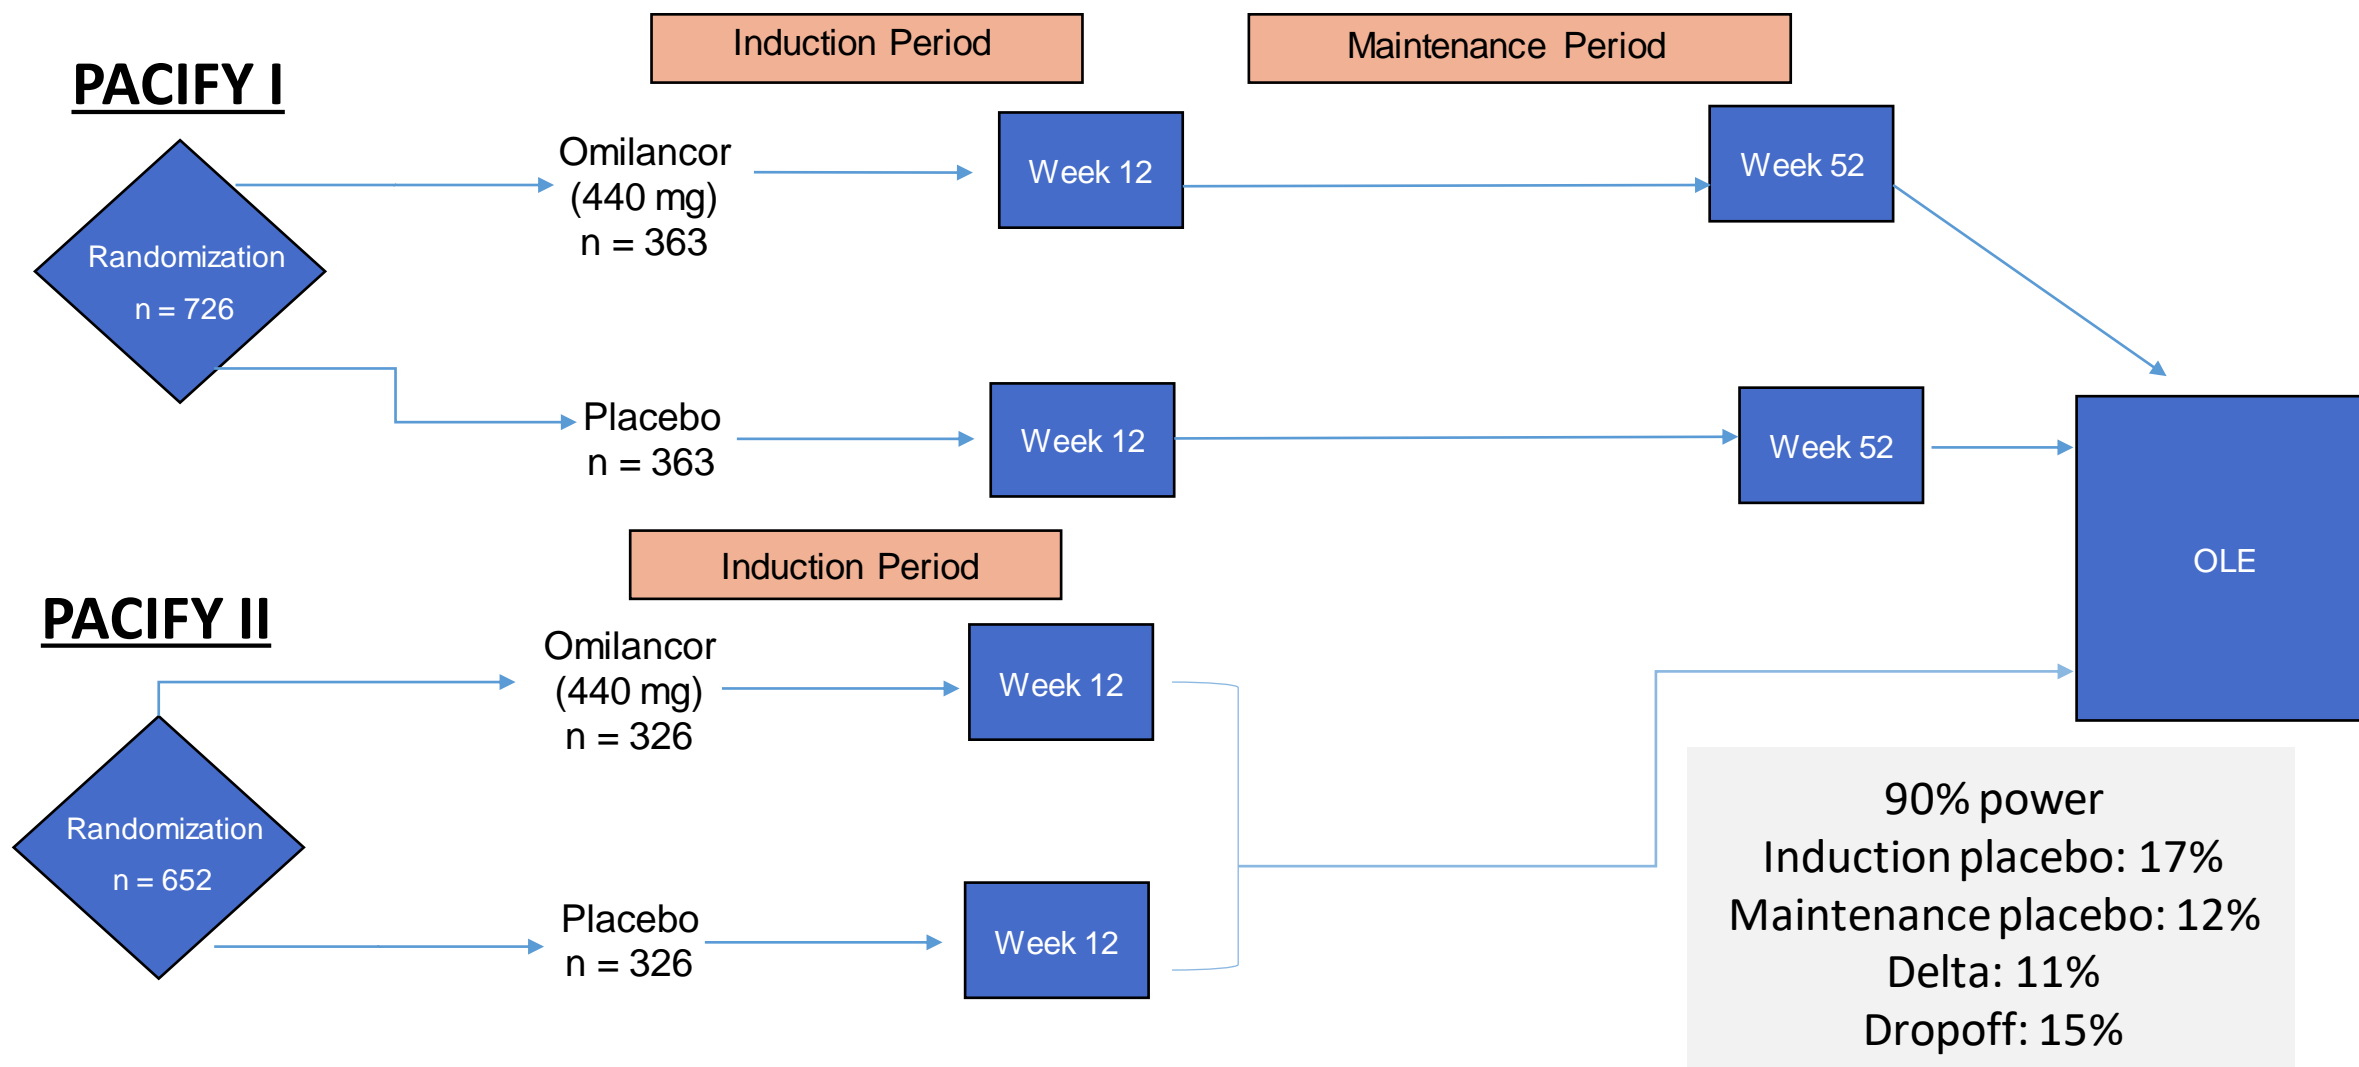 Induction Period
Maintenance Period
PACIFY I
Omilancor
(440 mg)
n = 363
Week 12
Week 52
Randomization
n = 726
Placebo
n = 363
Week 12
Week 52
OLE
Induction Period
PACIFY II
Omilancor
(440 mg)
n = 326
Week 12
Randomization
n = 652
Placebo
n = 326
Week 12
90% power
Induction placebo: 17%
Maintenance placebo: 12%
Delta: 11%
Dropoff: 15%